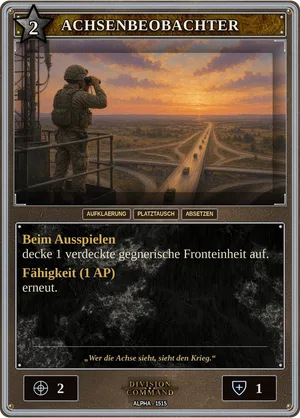 2
ACHSENBEOBACHTER
AUFKLAERUNG PLATZTAUSCH ABSETZEN
Beim Ausspielen
decke 1 verdeckte gegnerische Fronteinheit auf.
Fähigkeit (1 AP)
erneut.
„Wer die Achse sieht, sieht den Krieg.“
2
DIVISION COMMAND
ALPHA - 1515
1